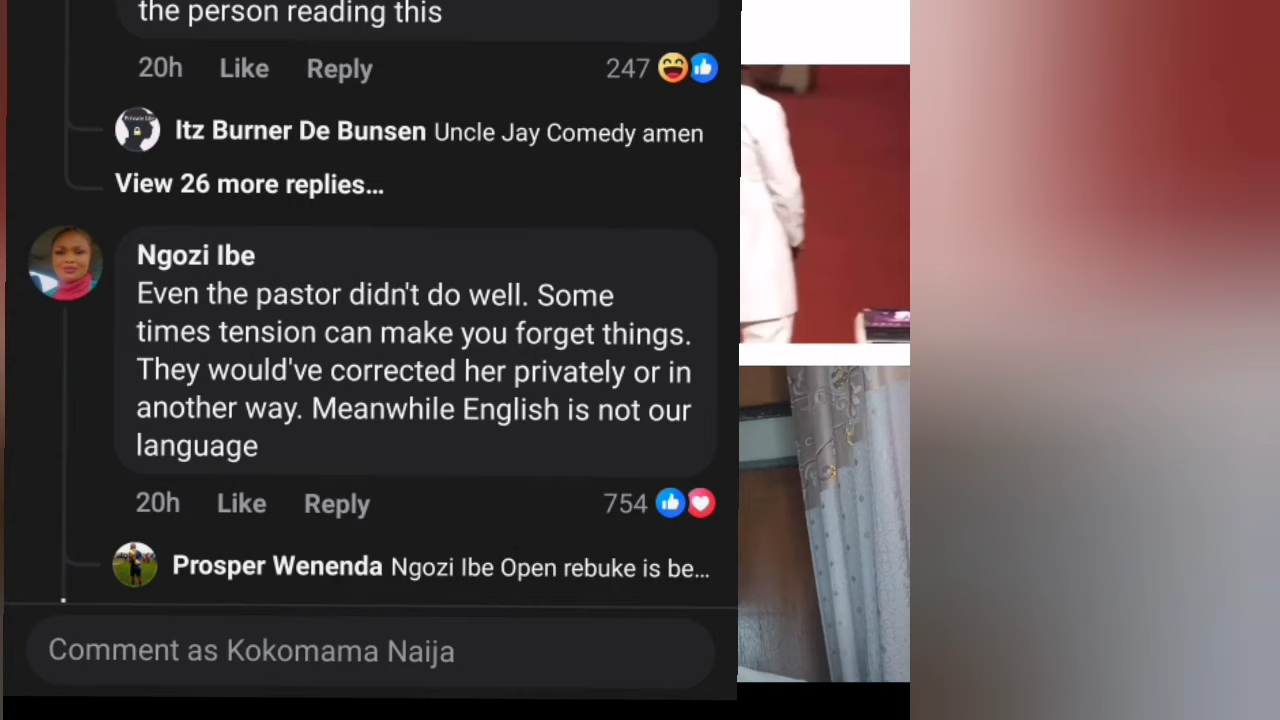 the person reading this
20h Like Reply 247
Itz Burner De Bunsen Uncle Jay Comedy amen
View 26 more replies...
Ngozi Ibe
Even the pastor didn't do well. Some
times tension can make you forget things.
They would've corrected her privately or in
another way. Meanwhile English is not our
language
20h Like Reply 754
Prosper Wenenda Ngozi Ibe Open rebuke is be...
Comment as Kokomama Naija